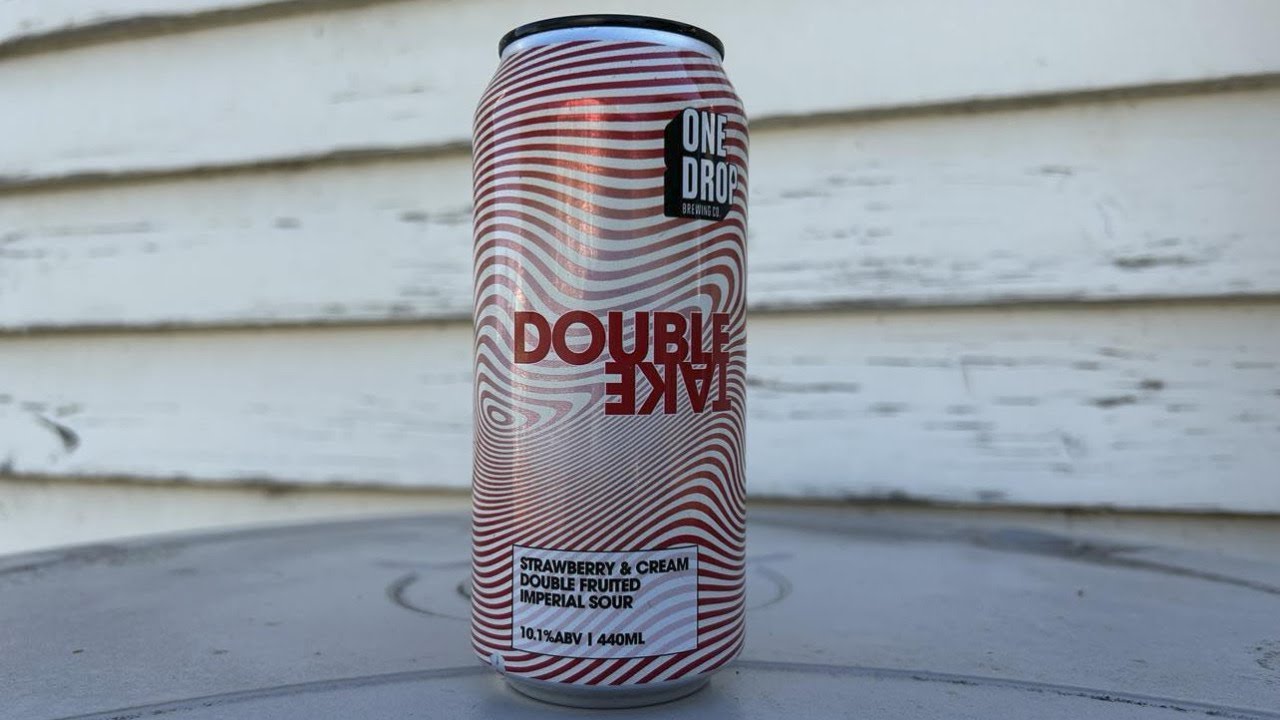 ONE
DROP
BREWING CO.
DOUBLE
TAKE
STRAWBERRY & CREAM
DOUBLE FRUITED
IMPERIAL SOUR
10.1%ABV | 440ML